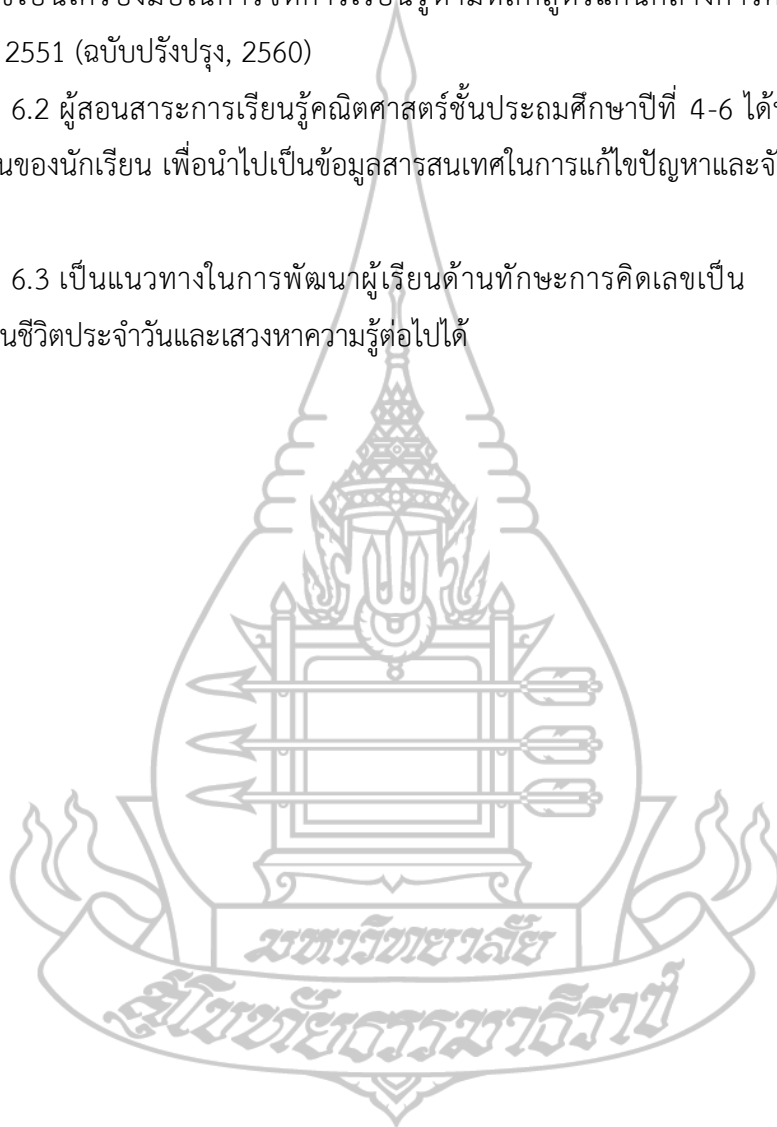 2551 (ฉบับปรังปรุง, 2560)
6.2 ผู้สอนสาระการเรียนรู้คณิตศาสตร์ชั้นประถมศึกษาปีที่ 4-6 ได้
ของนักเรียน เพื่อนำไปเป็นข้อมูลสารสนเทศในการแก้ไขปัญหาและ
6.3 เป็นแนวทางในการพัฒนาผู้เรียนด้านทักษะการคิดเลขเป็น
ชีวิตประจำวันและเสวงหาความรู้ต่อไปได้
มหาวิทยาลัย
สุโขทัยธรรมาธิราช